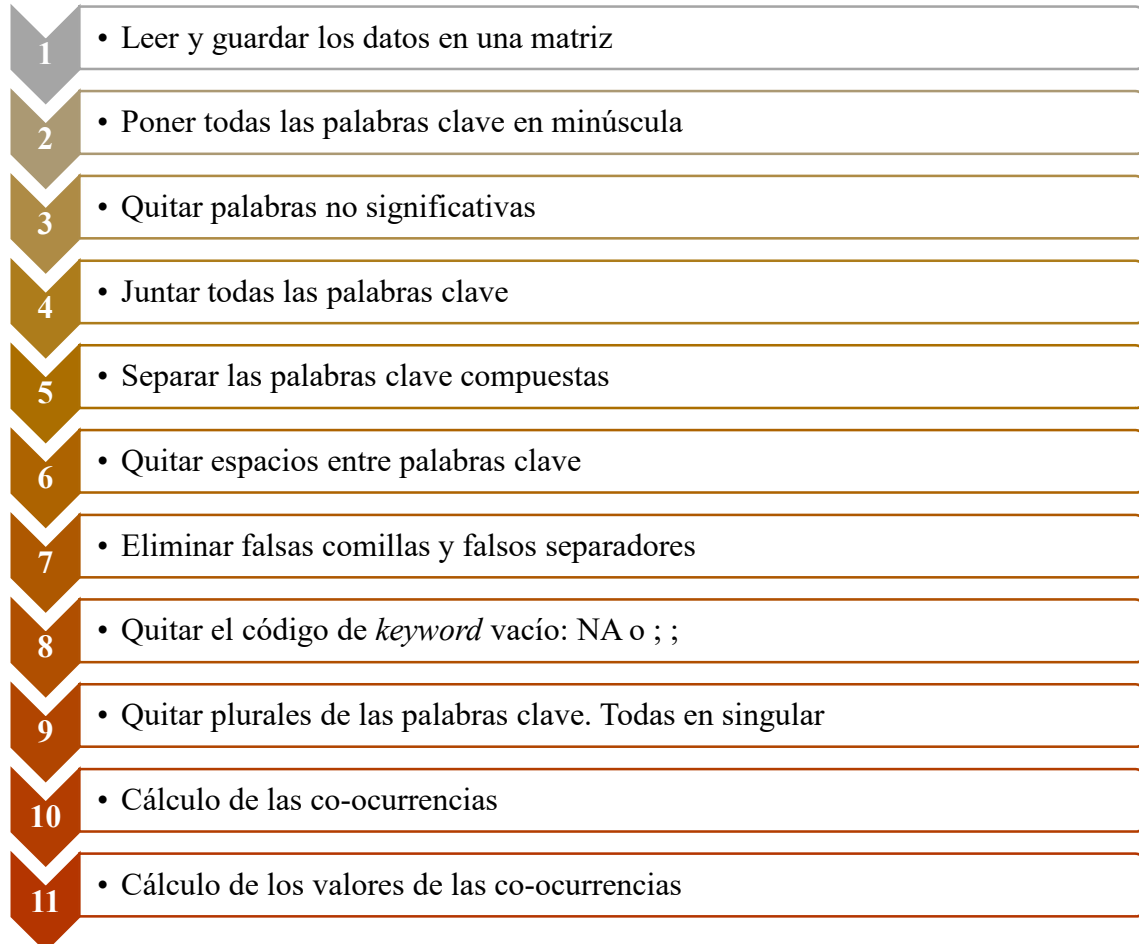 1 • Leer y guardar los datos en una matriz
2 • Poner todas las palabras clave en minúscula
3 • Quitar palabras no significativas
4 • Juntar todas las palabras clave
5 • Separar las palabras clave compuestas
6 • Quitar espacios entre palabras clave
7 • Eliminar falsas comillas y falsos separadores
8 • Quitar el código de keyword vacío: NA o ; ;
9 • Quitar plurales de las palabras clave. Todas en singular
10 • Cálculo de las co-ocurrencias
11 • Cálculo de los valores de las co-ocurrencias